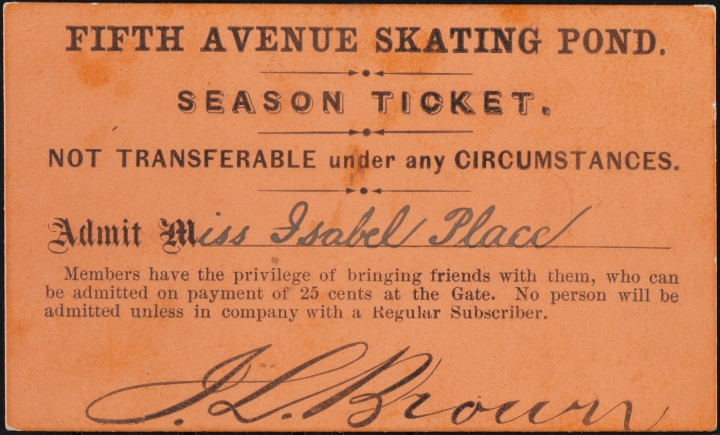 FIFTH AVENUE SKATING POND.
SEASON TICKET.
NOT TRANSFERABLE under any CIRCUMSTANCES.
Admit Miss Isabel Place
Members have the privilege of bringing friends with them, who can
be admitted on payment of 25 cents at the Gate. No person will be
admitted unless in company with a Regular Subscriber.
J. L. Brown